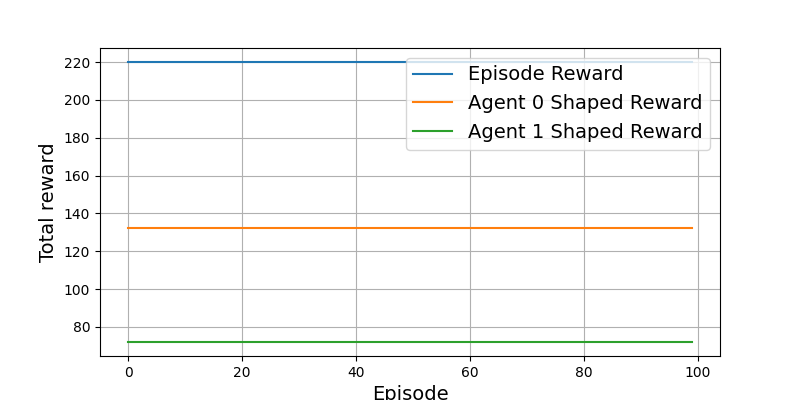 220
200
180
160
140
120
100
80
Total reward
Episode Reward
Agent 0 Shaped Reward
Agent 1 Shaped Reward
0 20 40 60 80 100
Episode